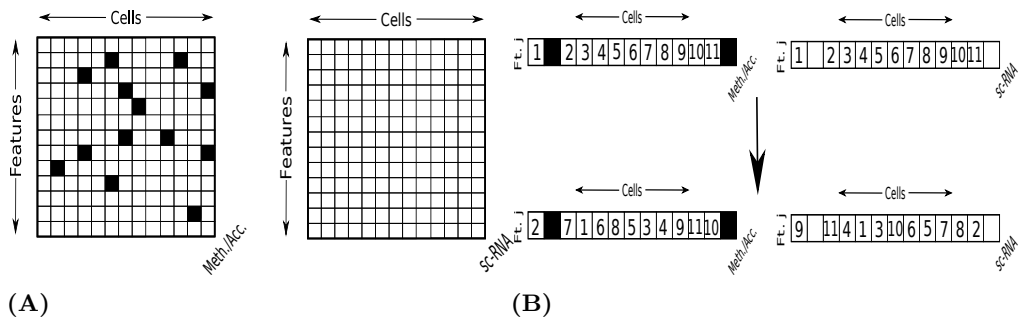 Cells
Features
Meth./Acc.
Cells
Features
sc-RNA
(A)
Cells
Ft. j
1 2 3 4 5 6 7 8 9 10 11
Meth./Acc.
Cells
Ft. j
1 2 3 4 5 6 7 8 9 10 11
sc-RNA
Cells
Ft. j
2 7 1 6 8 5 3 4 9 11 10
Meth./Acc.
Cells
Ft. j
9 11 4 1 3 10 6 5 7 8 2
sc-RNA
(B)